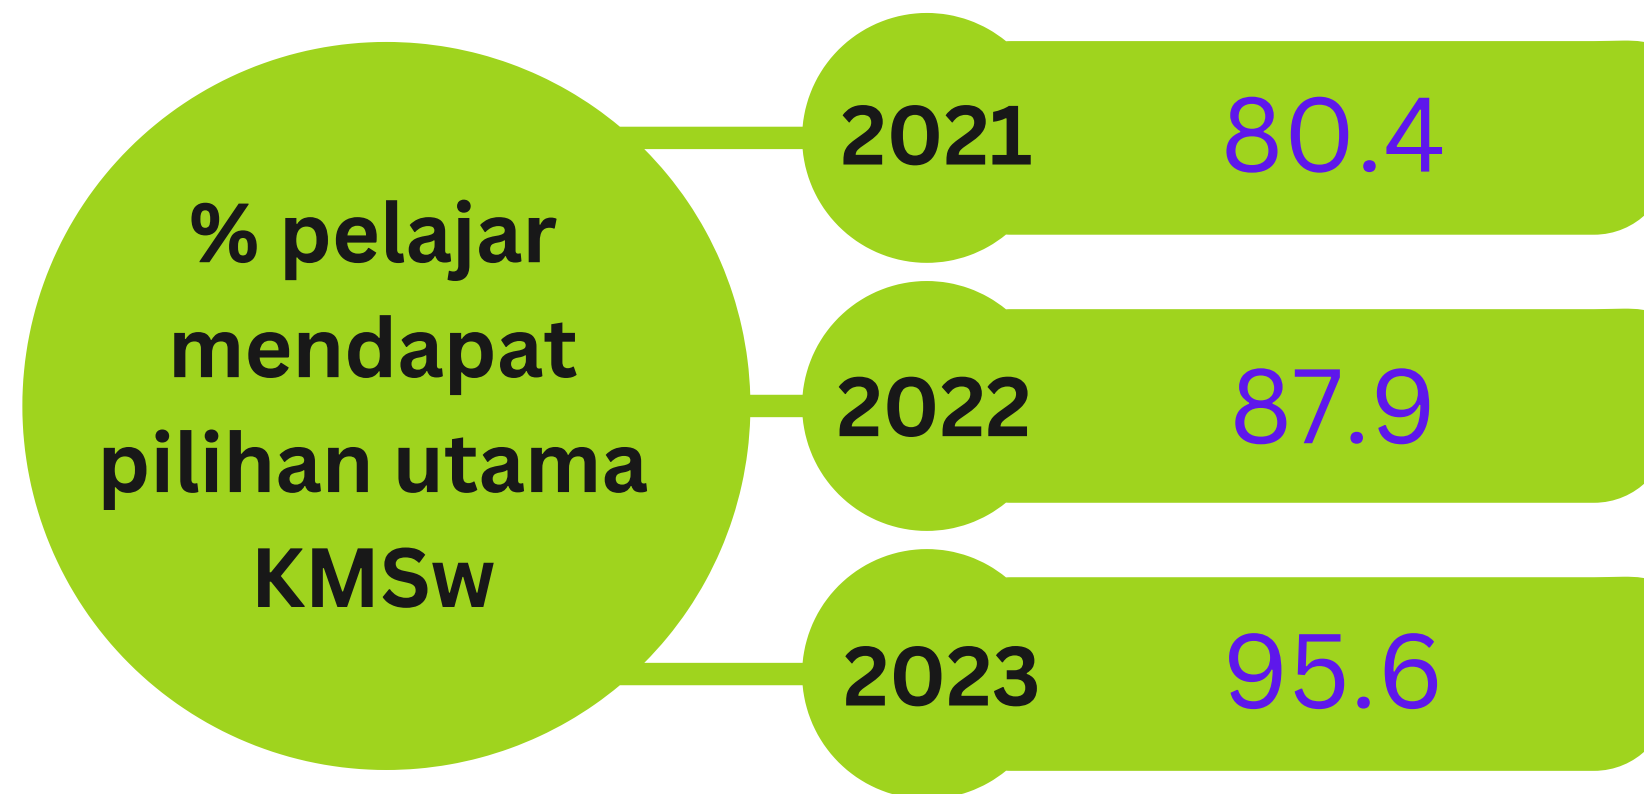 % pelajar
mendapat
pilihan utama
KMSw
2021 80.4
2022 87.9
2023 95.6